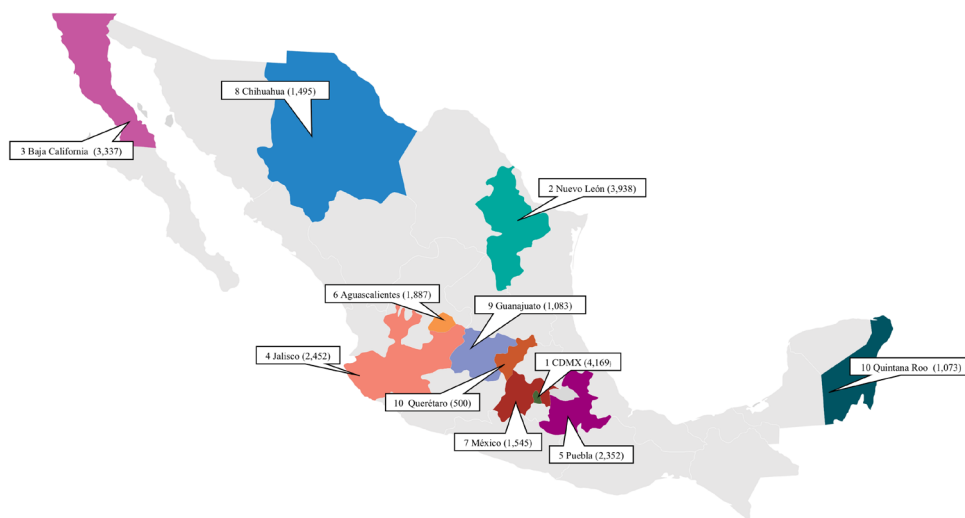 8 Chihuahua (1,495)
3 Baja California (3,337)
2 Nuevo León (3,938)
6 Aguascalientes (1,887)
9 Guanajuato (1,083)
4 Jalisco (2,452)
1 CDMX (4,169)
10 Quintana Roo (1,073)
10 Querétaro (500)
7 México (1,545)
5 Puebla (2,352)